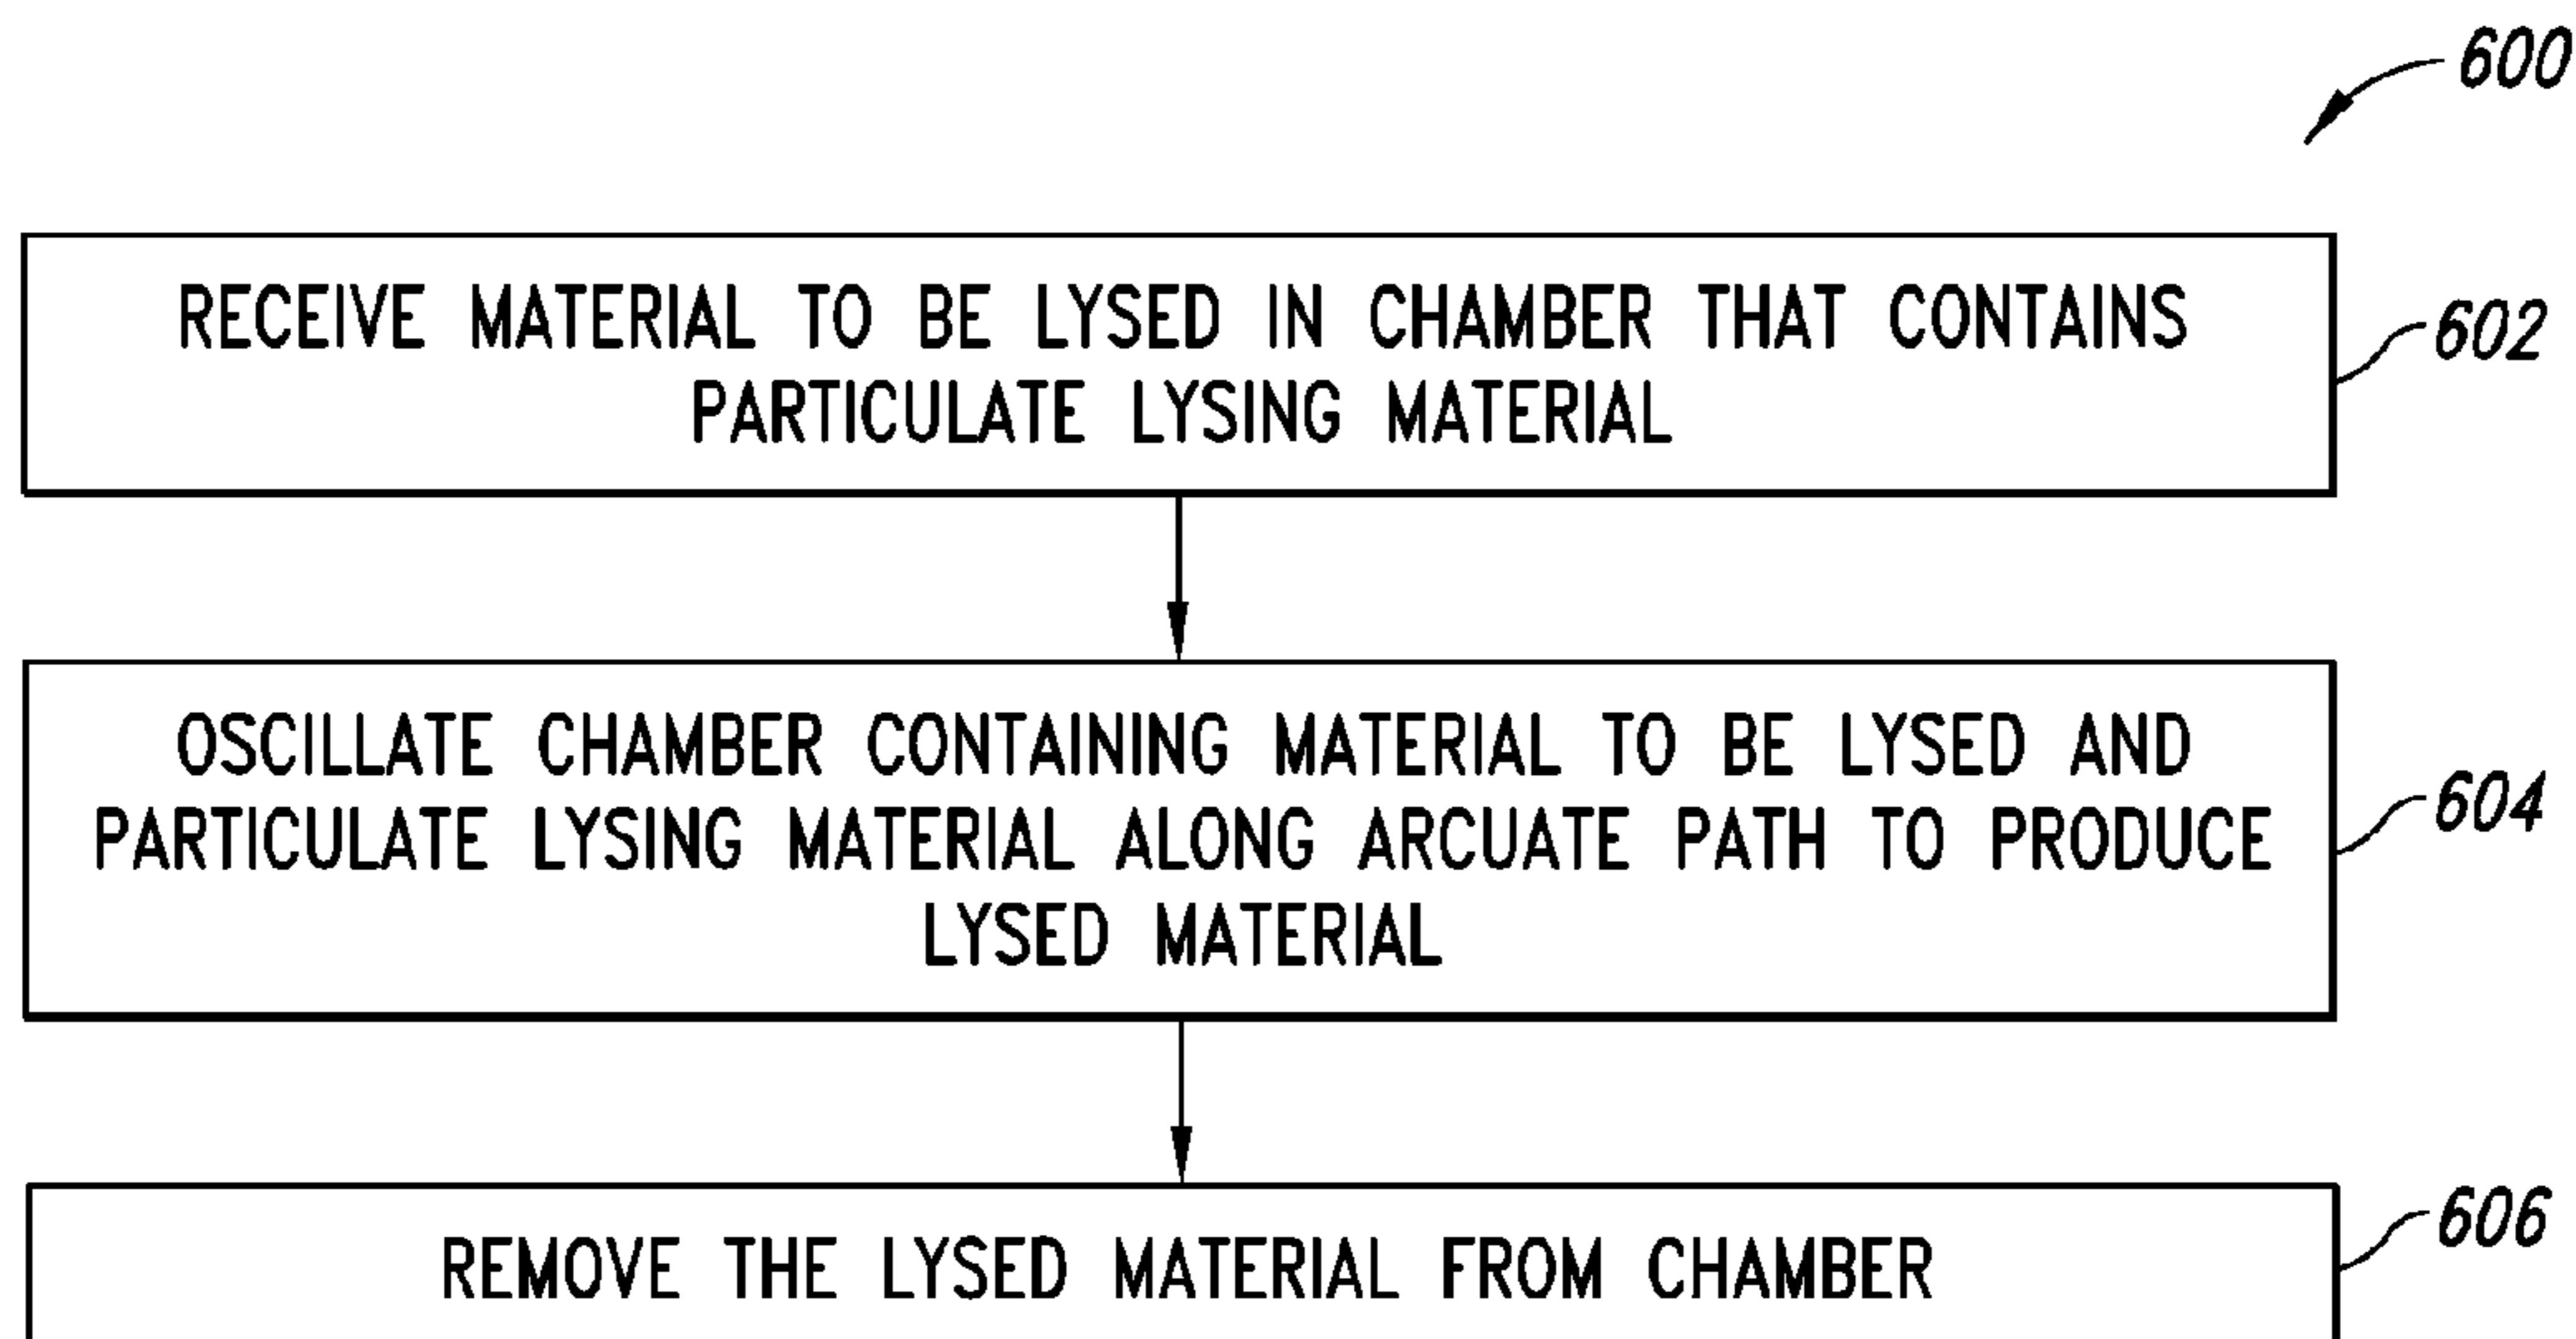 600
RECEIVE MATERIAL TO BE LYSED IN CHAMBER THAT CONTAINS
PARTICULATE LYSING MATERIAL
602
OSCILLATE CHAMBER CONTAINING MATERIAL TO BE LYSED AND
PARTICULATE LYSING MATERIAL ALONG ARCUATE PATH TO PRODUCE
LYSED MATERIAL
604
REMOVE THE LYSED MATERIAL FROM CHAMBER
606